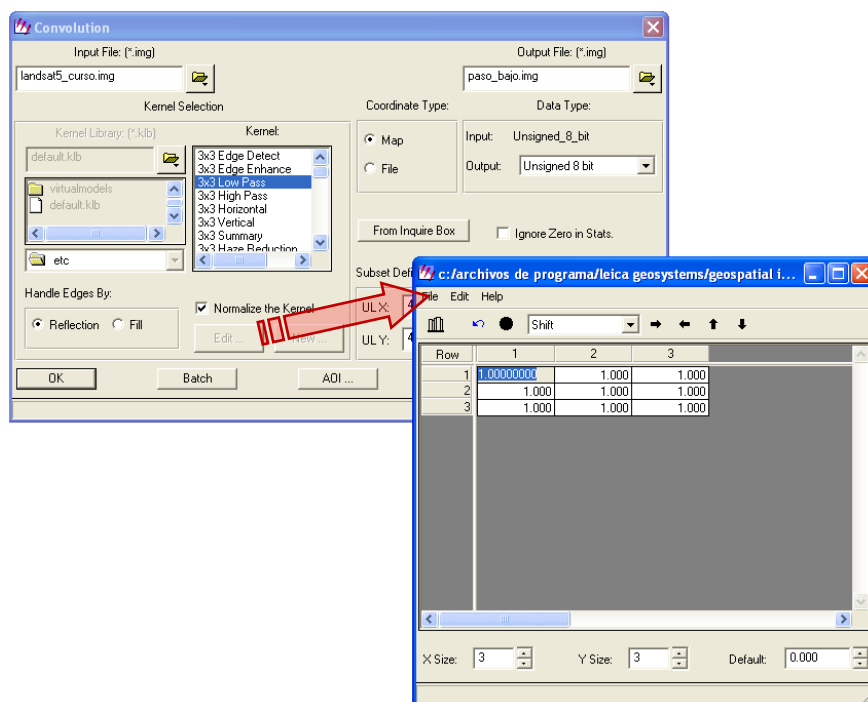 Convolution
Input File: (*.img)
Output File: (*.img)
landsat5_curso.img
paso_bajo.img
Kernel Selection
Coordinate Type:
Data Type:
Kernel Library: (*.klb)
Kernel:
default.klb
virtualmodels
default.klb
etc
3x3 Edge Detect
3x3 Edge Enhance
3x3 Low Pass
3x3 High Pass
3x3 Horizontal
3x3 Vertical
3x3 Summary
3x3 Haze Reduction
Map
File
Input: Unsigned_8_bit
Output: Unsigned 8 bit
From Inquire Box
Ignore Zero in Stats.
Handle Edges By:
Reflection Fill
Normalize the Kernel
Edit ... New ...
UL X: 4
UL Y: 4
OK Batch AOI ...
c:/archivos de programa/leica geosystems/geospatial i...
File Edit Help
Shift
Row 1 2 3
1 1.00000000 1.000 1.000
2 1.000 1.000 1.000
3 1.000 1.000 1.000
X Size: 3 Y Size: 3 Default: 0.000